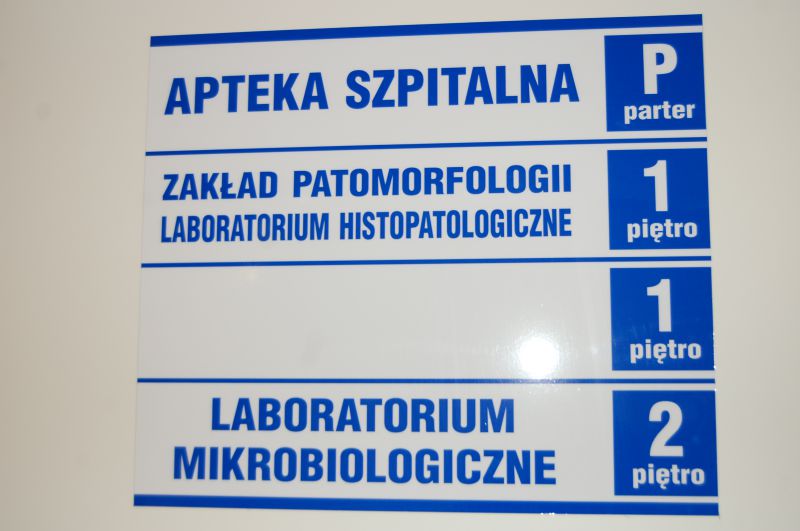 APTEKA SZPITALNA
P
parter
ZAKŁAD PATOMORFOLOGII
LABORATORIUM HISTOPATOLOGICZNE
1
piętro
1
piętro
LABORATORIUM
MIKROBIOLOGICZNE
2
piętro